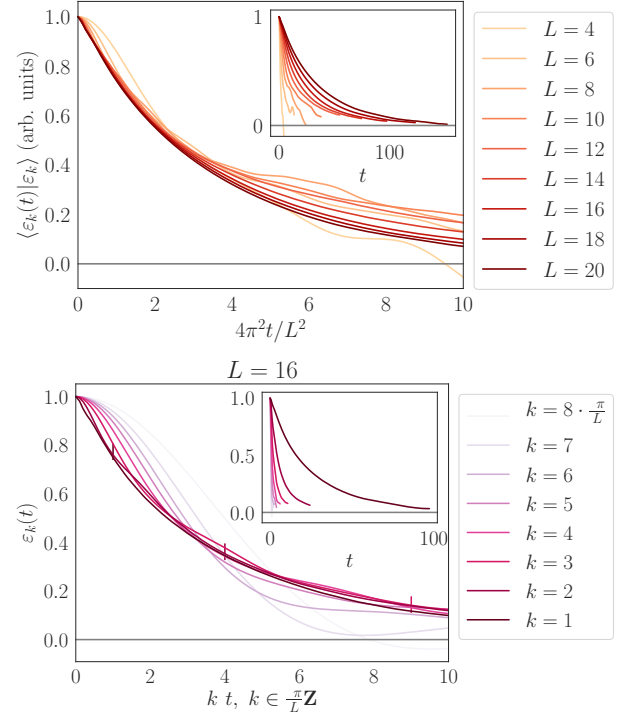 1.0
0.8
0.6
0.4
0.2
0.0
⟨ε_k(t)|ε_k⟩ (arb. units)
0 2 4 6 8 10
4π²t/L²
1
0
0 100
t
L = 4
L = 6
L = 8
L = 10
L = 12
L = 14
L = 16
L = 18
L = 20
L = 16
1.0
0.8
0.6
0.4
0.2
0.0
ε_k(t)
0 2 4 6 8 10
k t, k ∈ π/L Z
1.0
0.5
0.0
0 100
t
k = 8 · π/L
k = 7
k = 6
k = 5
k = 4
k = 3
k = 2
k = 1